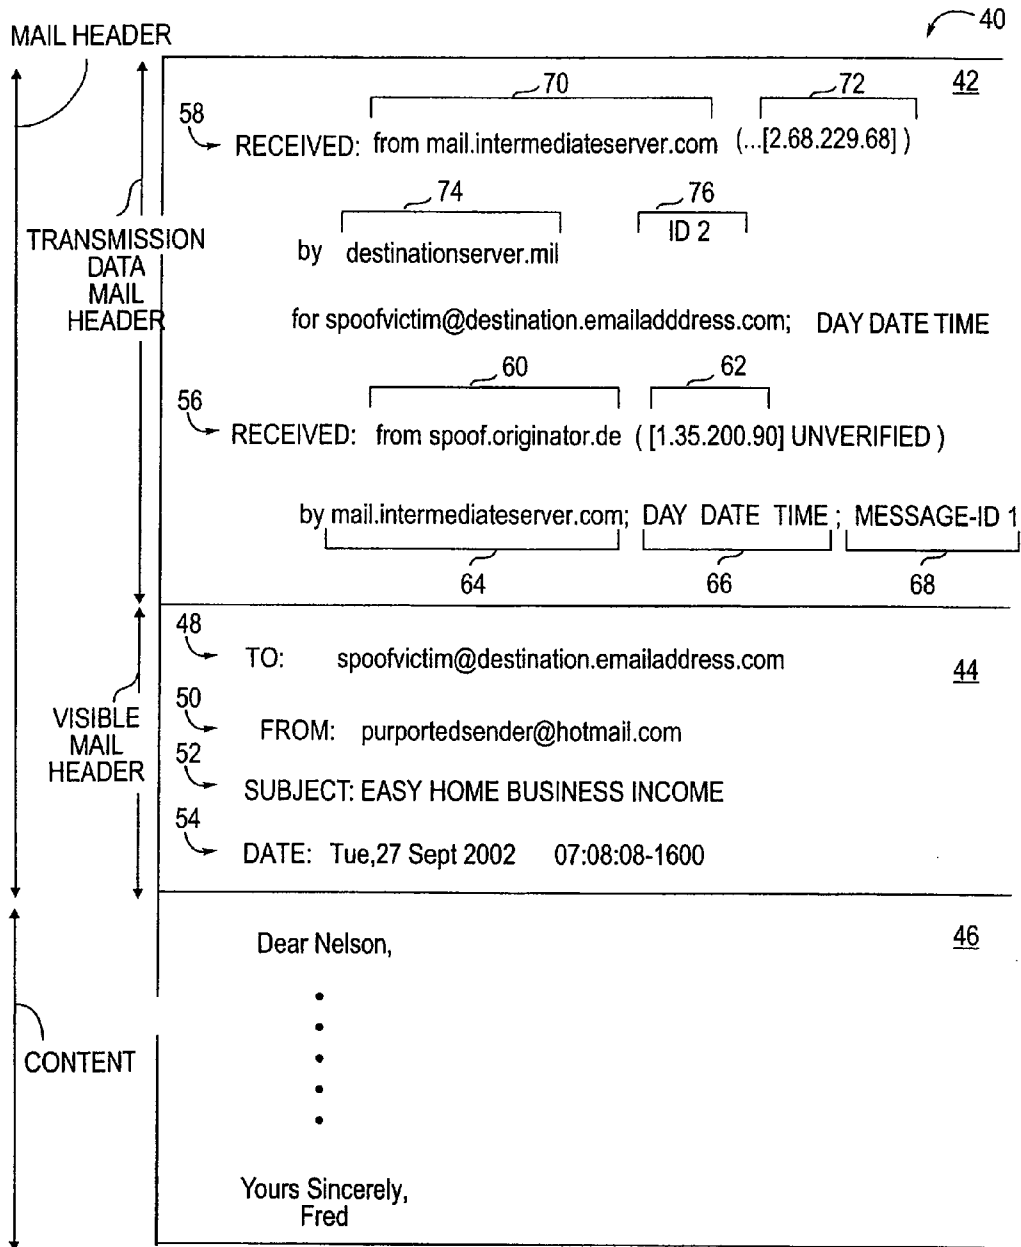 40
MAIL HEADER
42
70 72
58
RECEIVED: from mail.intermediateserver.com (...[2.68.229.68] )
74 76
ID 2
by destinationserver.mil
TRANSMISSION
DATA
MAIL
HEADER
for spoofvictim@destination.emailadddress.com; DAY DATE TIME
60 62
56
RECEIVED: from spoof.originator.de ( [1.35.200.90] UNVERIFIED )
by mail.intermediateserver.com; DAY DATE TIME ; MESSAGE-ID 1
64 66 68
48
TO: spoofvictim@destination.emailaddress.com
44
50
FROM: purportedsender@hotmail.com
VISIBLE
MAIL
HEADER
52
SUBJECT: EASY HOME BUSINESS INCOME
54
DATE: Tue,27 Sept 2002 07:08:08-1600
46
Dear Nelson,
CONTENT
Yours Sincerely,
Fred